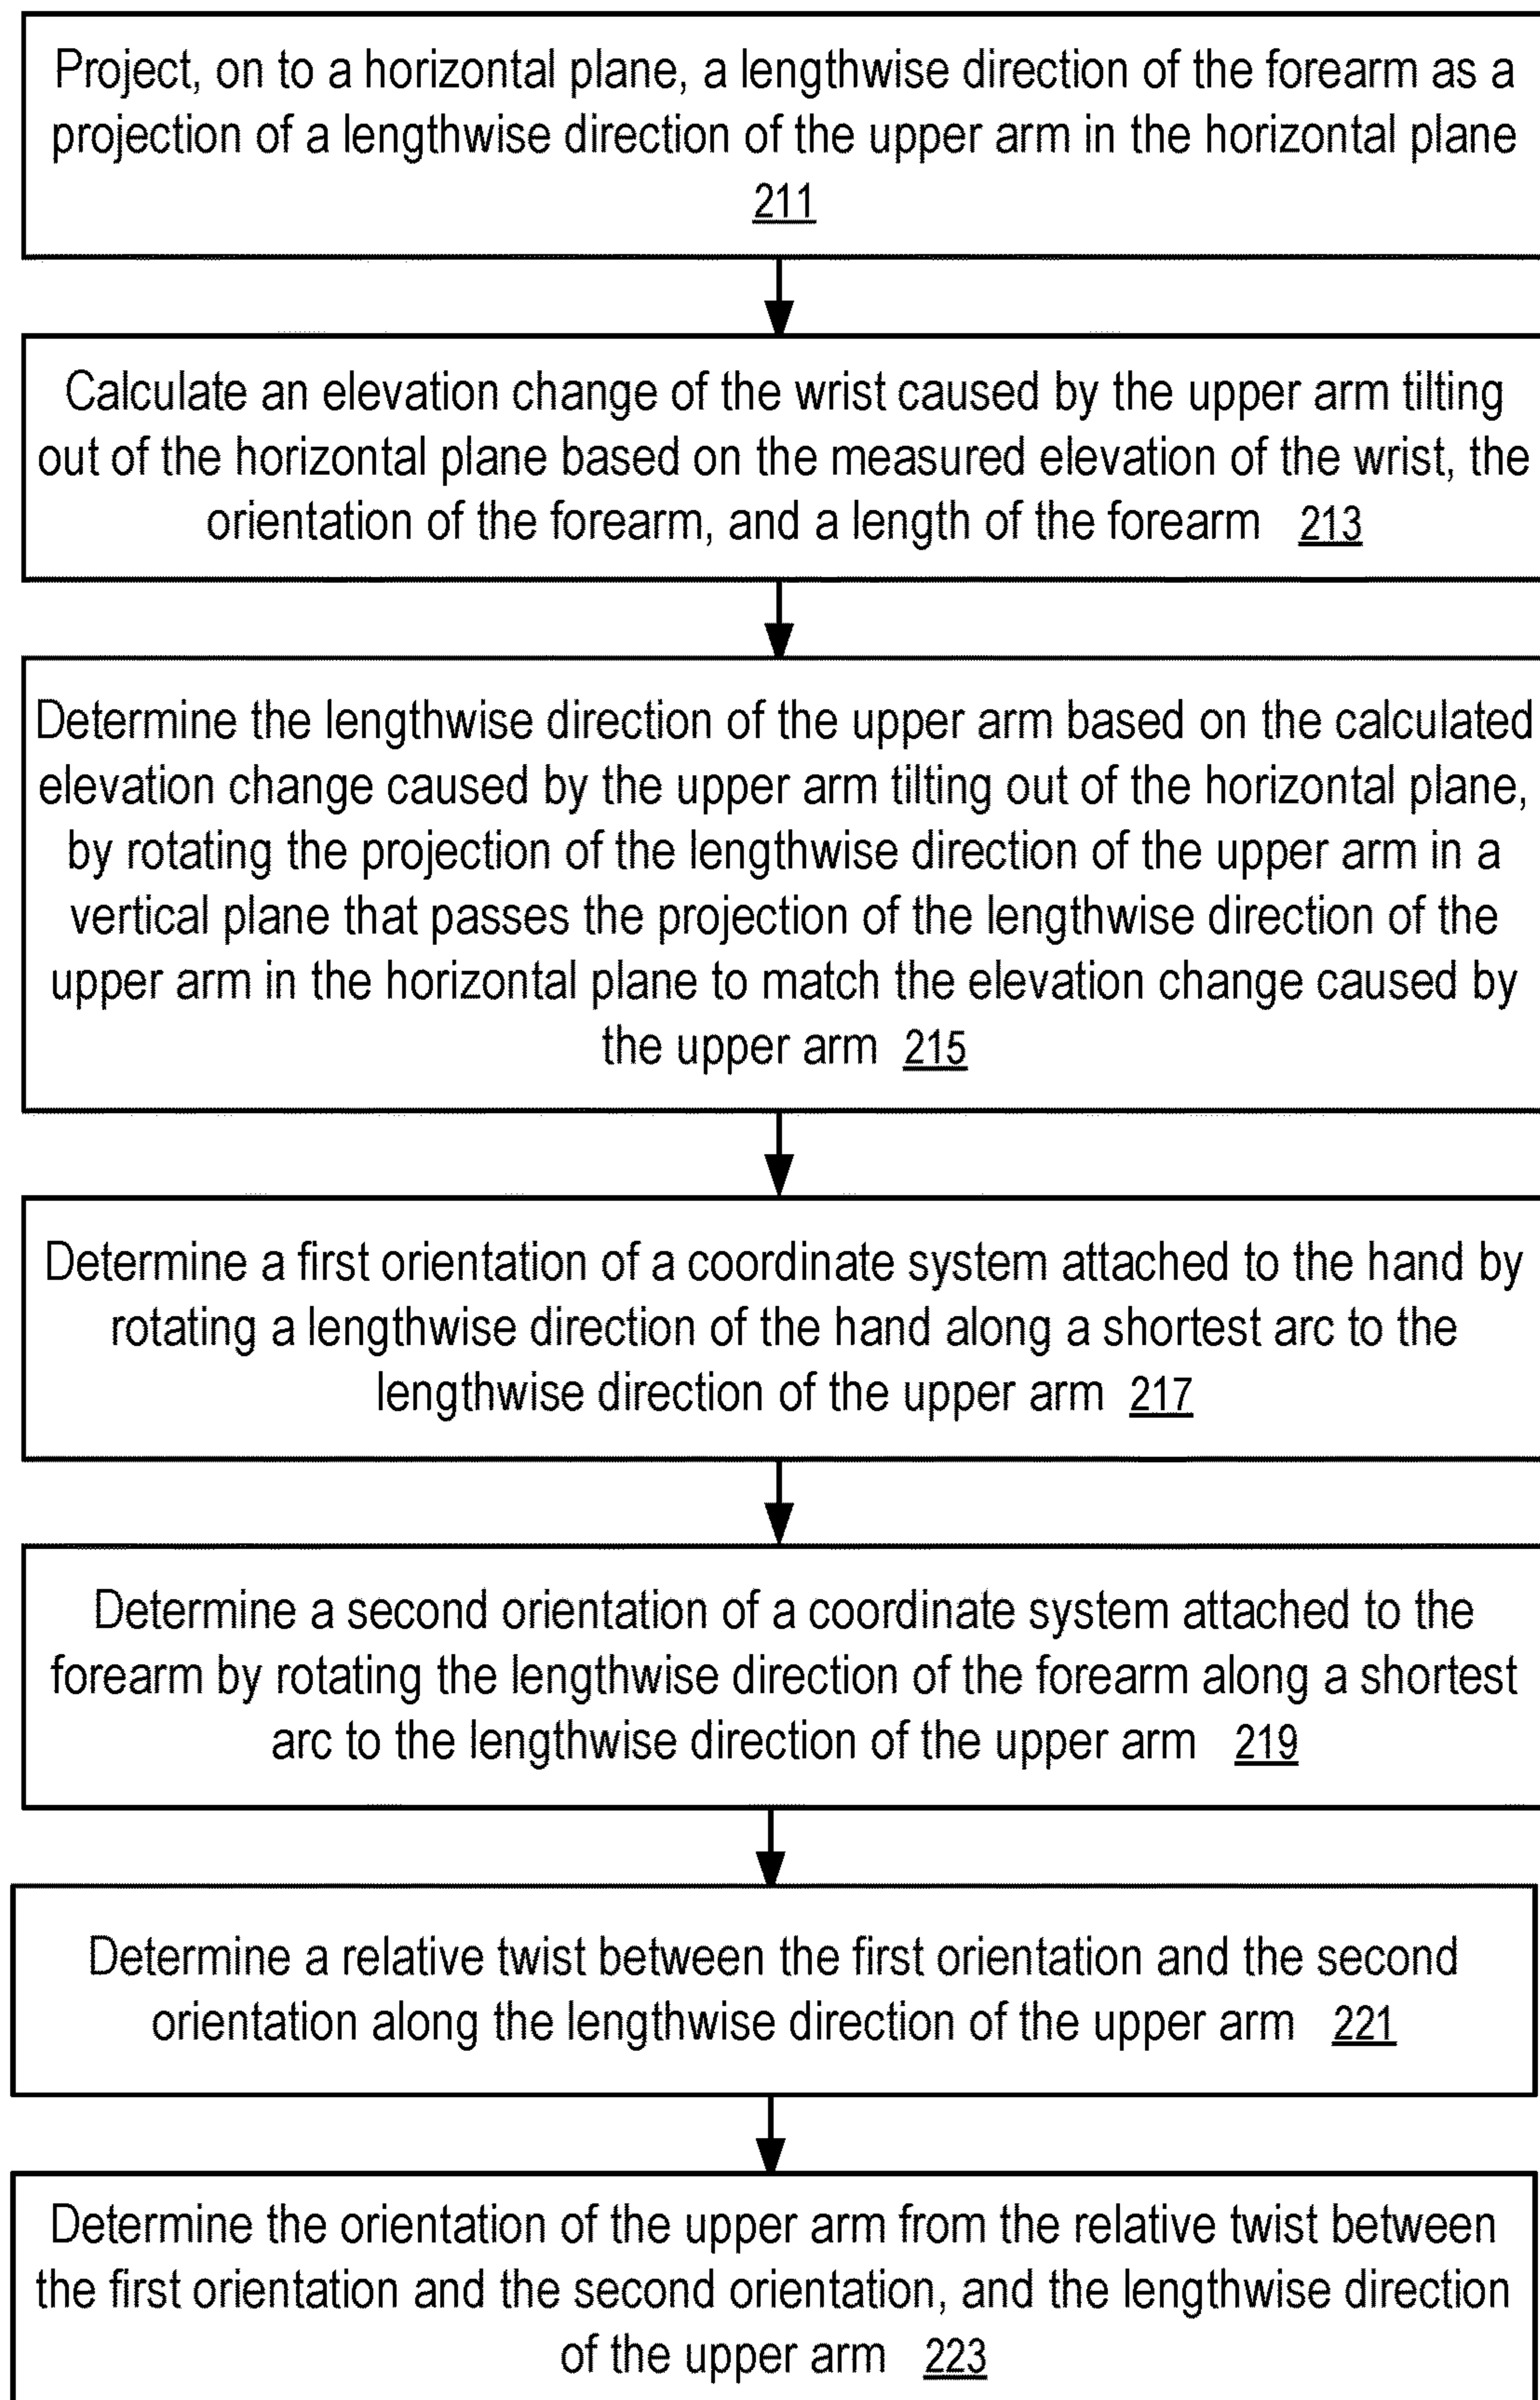 Project, on to a horizontal plane, a lengthwise direction of the forearm as a
projection of a lengthwise direction of the upper arm in the horizontal plane
211
Calculate an elevation change of the wrist caused by the upper arm tilting
out of the horizontal plane based on the measured elevation of the wrist, the
orientation of the forearm, and a length of the forearm 213
Determine the lengthwise direction of the upper arm based on the calculated
elevation change caused by the upper arm tilting out of the horizontal plane,
by rotating the projection of the lengthwise direction of the upper arm in a
vertical plane that passes the projection of the lengthwise direction of the
upper arm in the horizontal plane to match the elevation change caused by
the upper arm 215
Determine a first orientation of a coordinate system attached to the hand by
rotating a lengthwise direction of the hand along a shortest arc to the
lengthwise direction of the upper arm 217
Determine a second orientation of a coordinate system attached to the
forearm by rotating the lengthwise direction of the forearm along a shortest
arc to the lengthwise direction of the upper arm 219
Determine a relative twist between the first orientation and the second
orientation along the lengthwise direction of the upper arm 221
Determine the orientation of the upper arm from the relative twist between
the first orientation and the second orientation, and the lengthwise direction
of the upper arm 223